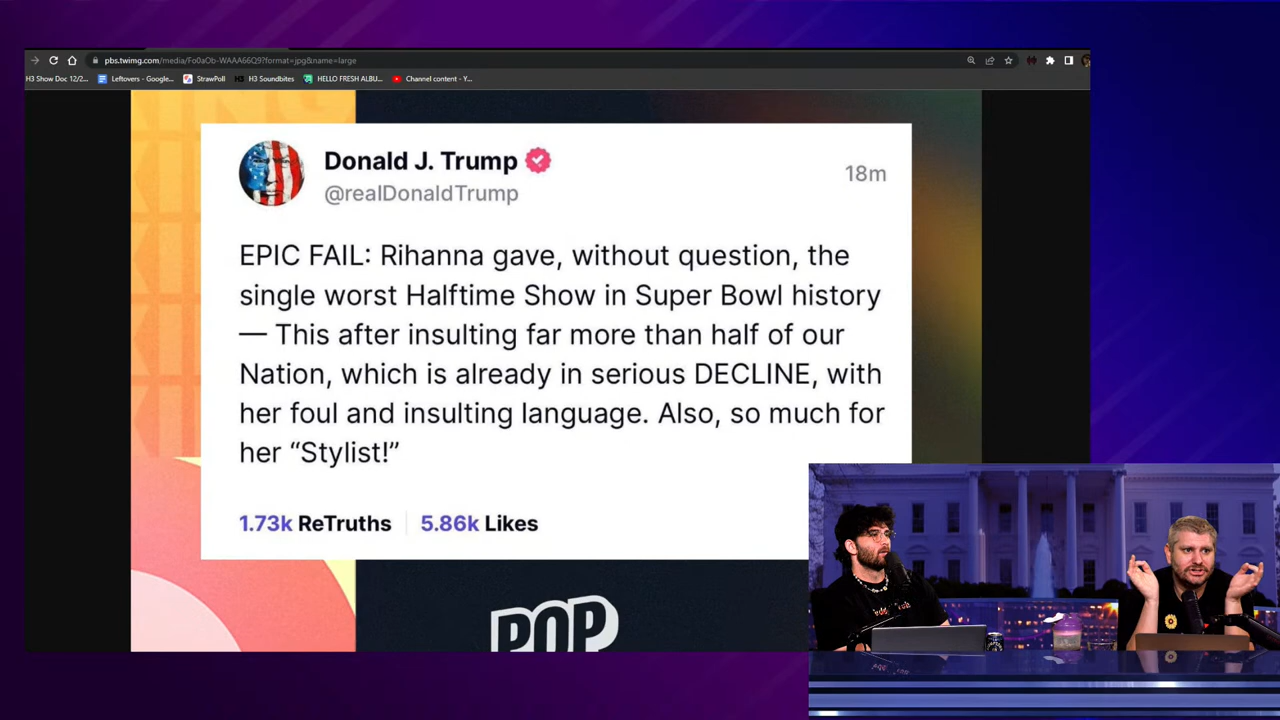 pbs.twimg.com/media/Fo0aOb-WAAA66Q9?format=jpg&name=large
H3 Show Doc 12/2...
Leftovers - Google...
StrawPoll
H3 Soundbites
HELLO FRESH ALBU...
Channel content - Y...
Donald J. Trump
18m
@realDonaldTrump
EPIC FAIL: Rihanna gave, without question, the
single worst Halftime Show in Super Bowl history
— This after insulting far more than half of our
Nation, which is already in serious DECLINE, with
her foul and insulting language. Also, so much for
her “Stylist!”
1.73k ReTruths
5.86k Likes
POP